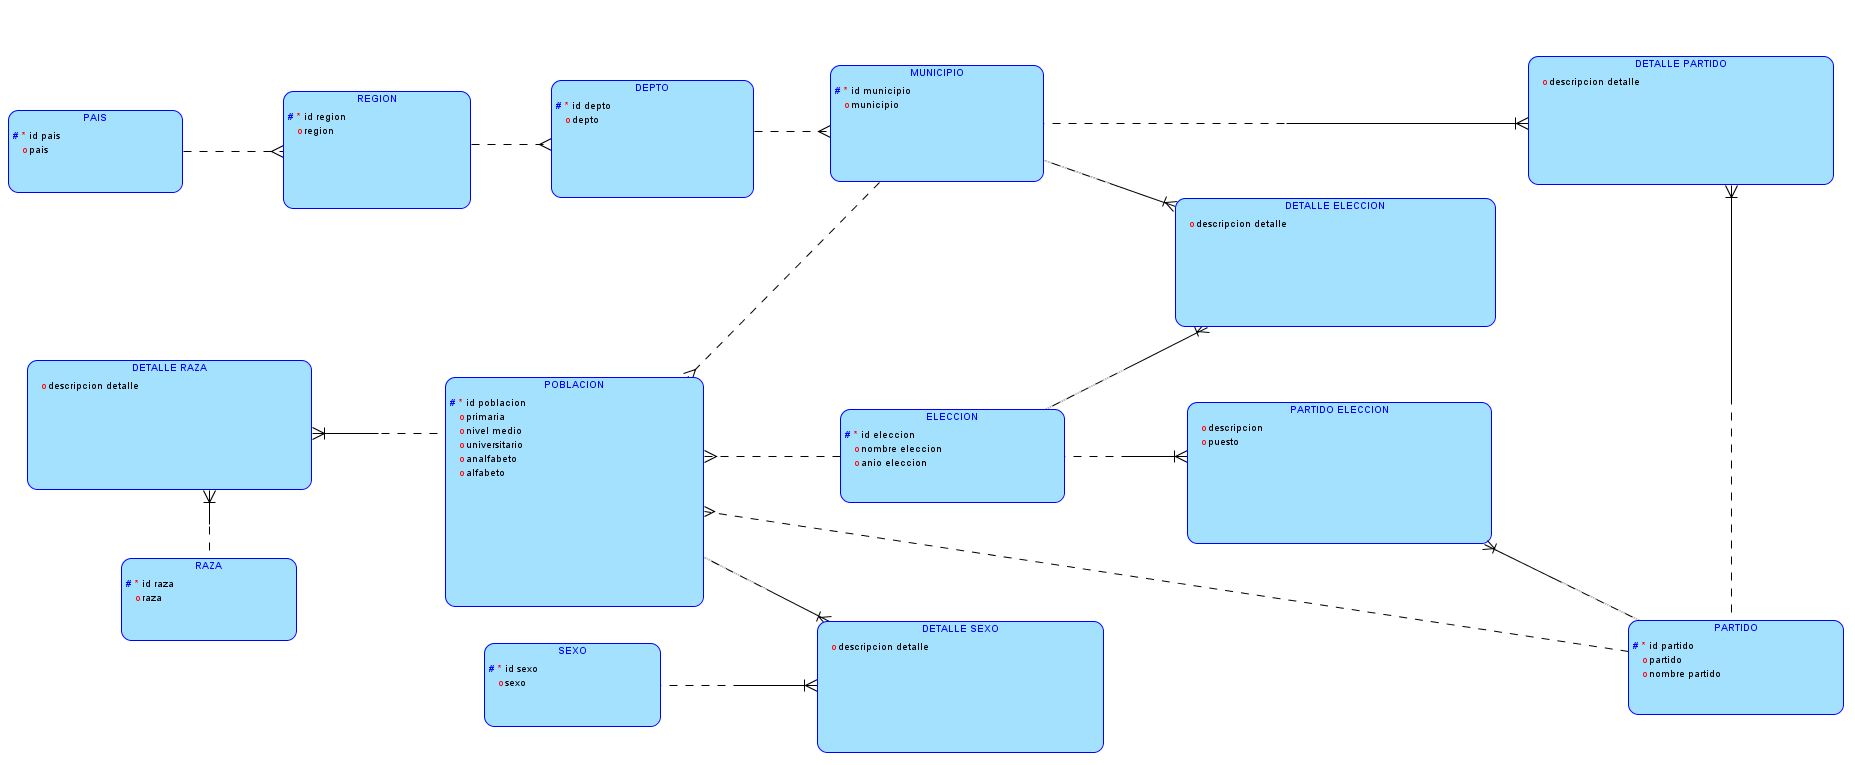 PAIS
# * id pais
o pais
REGION
# * id region
o region
DEPTO
# * id depto
o depto
MUNICIPIO
# * id municipio
o municipio
DETALLE PARTIDO
o descripcion detalle
DETALLE ELECCION
o descripcion detalle
DETALLE RAZA
o descripcion detalle
POBLACION
# * id poblacion
o primaria
o nivel medio
o universitario
o analfabeto
o alfabeto
ELECCION
# * id eleccion
o nombre eleccion
o anio eleccion
PARTIDO ELECCION
o descripcion
o puesto
RAZA
# * id raza
o raza
SEXO
# * id sexo
o sexo
DETALLE SEXO
o descripcion detalle
PARTIDO
# * id partido
o partido
o nombre partido